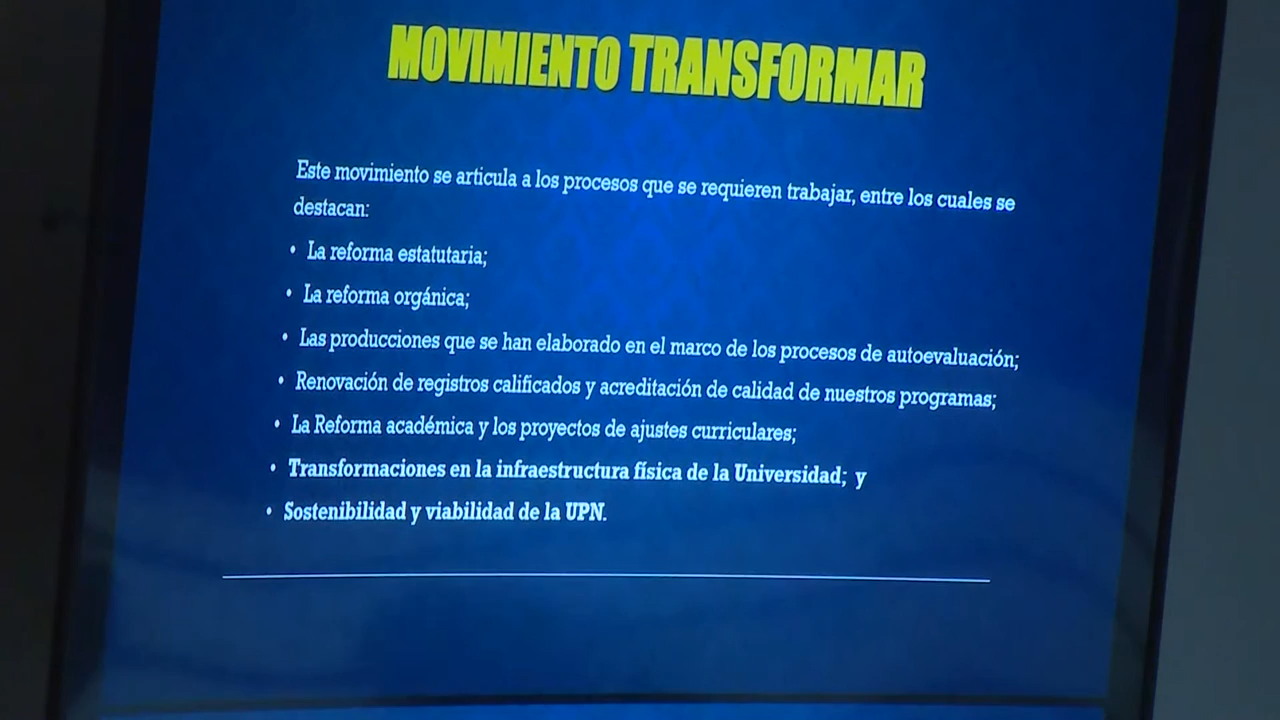 MOVIMIENTO TRANSFORMAR
Este movimiento se articula a los procesos que se requieren trabajar, entre los cuales se
destacan:
• La reforma estatutaria;
• La reforma orgánica;
• Las producciones que se han elaborado en el marco de los procesos de autoevaluación;
• Renovación de registros calificados y acreditación de calidad de nuestros programas;
• La Reforma académica y los proyectos de ajustes curriculares;
• Transformaciones en la infraestructura física de la Universidad; y
• Sostenibilidad y viabilidad de la UPN.